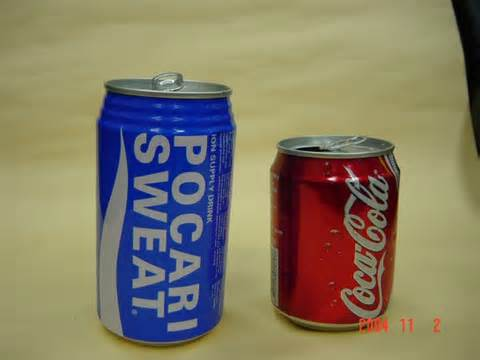 POCARI
SWEAT
ION SUPPLY DRINK
Coca-Cola
2004 11 2